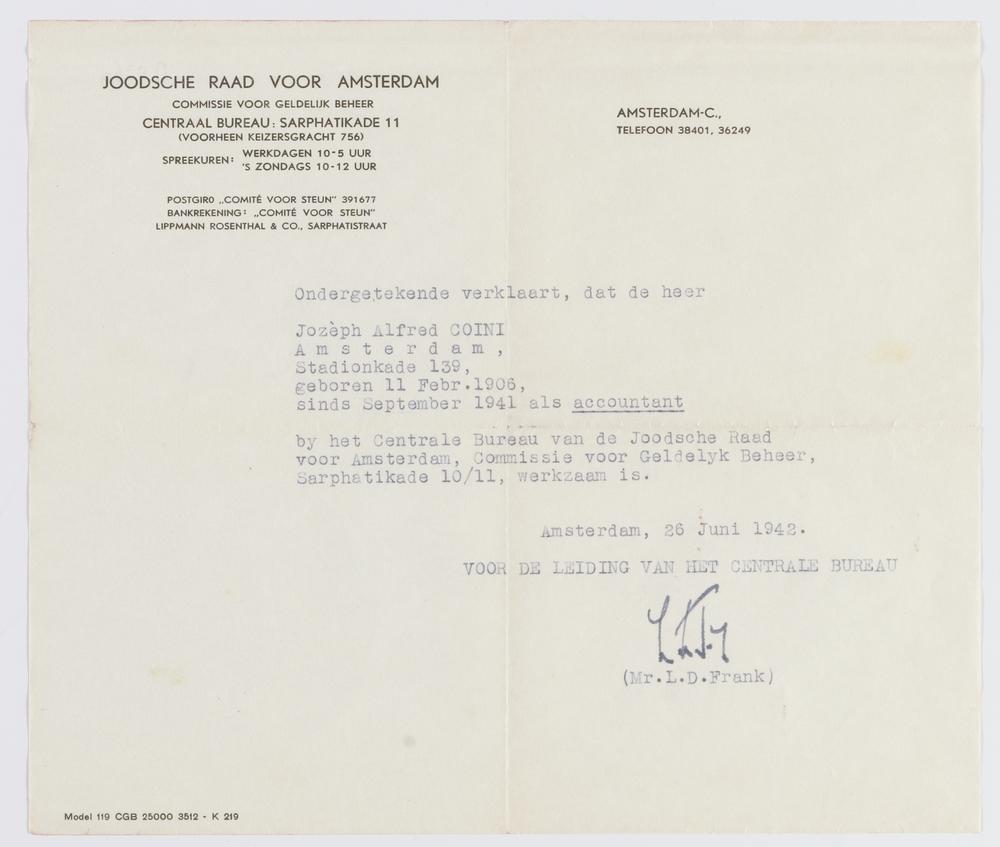 JOODSCHE RAAD VOOR AMSTERDAM
COMMISSIE VOOR GELDELIJK BEHEER
CENTRAAL BUREAU: SARPHATIKADE 11
(VOORHEEN KEIZERSGRACHT 756)
SPREEKUREN: WERKDAGEN 10-5 UUR
'S ZONDAGS 10-12 UUR
POSTGIRO „COMITÉ VOOR STEUN" 391677
BANKREKENING: „COMITÉ VOOR STEUN"
LIPPMANN ROSENTHAL & CO., SARPHATISTRAAT
AMSTERDAM-C.,
TELEFOON 38401, 36249
Ondergetekende verklaart, dat de heer
Jozèph Alfred COINI
A m s t e r d a m ,
Stadionkade 139,
geboren 11 Febr.1906,
sinds September 1941 als accountant
by het Centrale Bureau van de Joodsche Raad
voor Amsterdam, Commissie voor Geldelyk Beheer,
Sarphatikade 10/11, werkzaam is.
Amsterdam, 26 Juni 1942.
VOOR DE LEIDING VAN HET CENTRALE BUREAU
(Mr.L.D.Frank)
Model 119 CGB 25000 3512 - K 219